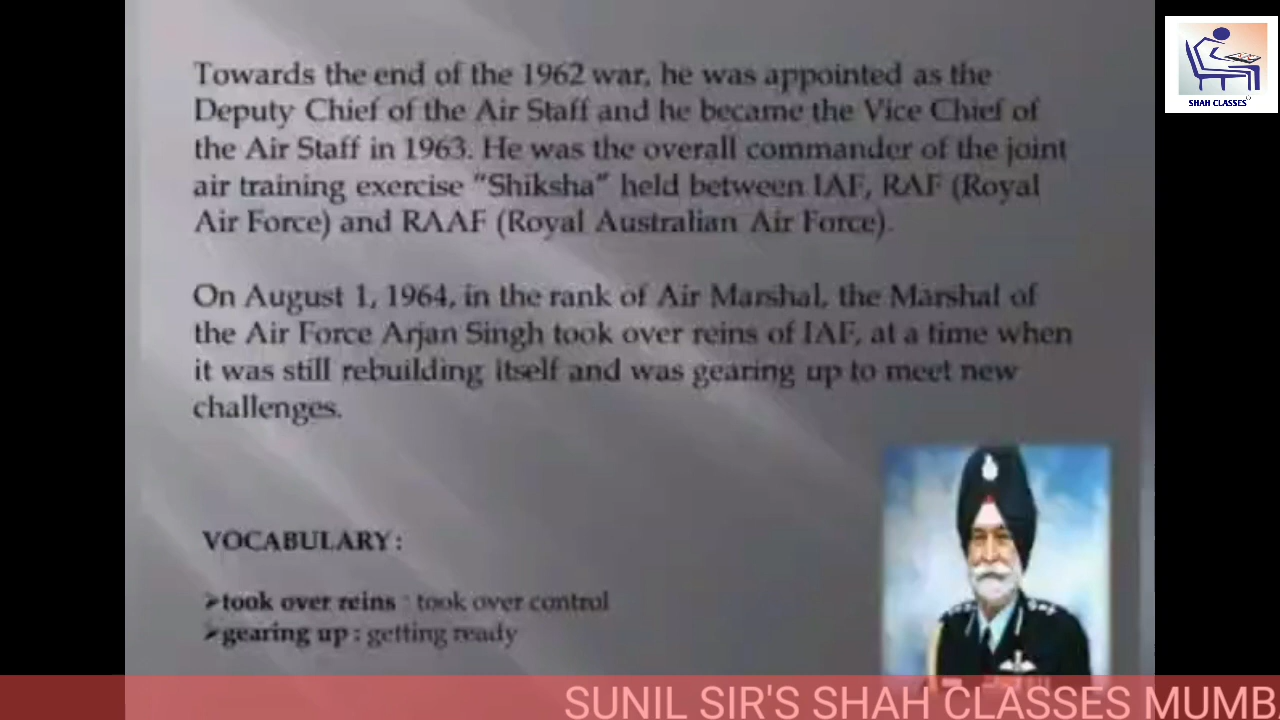 Towards the end of the 1962 war, he was appointed as the
Deputy Chief of the Air Staff and he became the Vice Chief of
the Air Staff in 1963. He was the overall commander of the joint
air training exercise "Shiksha" held between IAF, RAF (Royal
Air Force) and RAAF (Royal Australian Air Force).
On August 1, 1964, in the rank of Air Marshal, the Marshal of
the Air Force Arjan Singh took over reins of IAF, at a time when
it was still rebuilding itself and was gearing up to meet new
challenges.
VOCABULARY:
➤took over reins : took over control
➤gearing up : getting ready
SHAH CLASSES
SUNIL SIR'S SHAH CLASSES MUMB